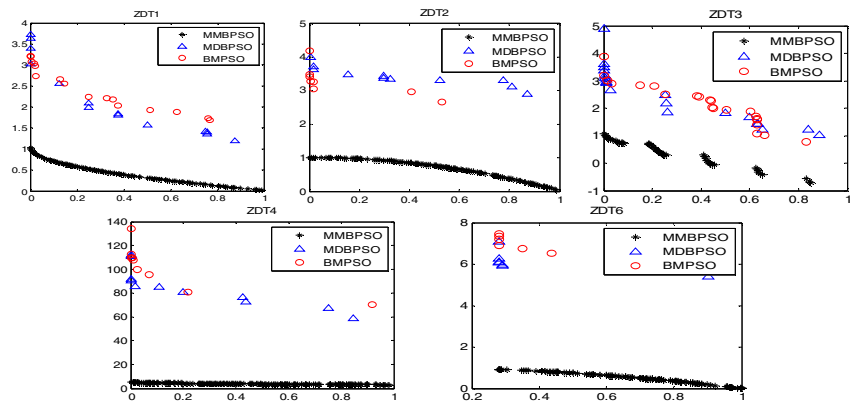 ZDT1
4
3.5
3
2.5
2
1.5
1
0.5
0
0 0.2 0.4 0.6 0.8 1
MMBPSO
MDBPSO
BMPSO
ZDT2
5
4
3
2
1
0
0 0.2 0.4 0.6 0.8 1
MMBPSO
MDBPSO
BMPSO
ZDT3
5
4
3
2
1
0
-1
0 0.2 0.4 0.6 0.8 1
MMBPSO
MDBPSO
BMPSO
ZDT4
140
120
100
80
60
40
20
0
0 0.2 0.4 0.6 0.8 1
MMBPSO
MDBPSO
BMPSO
ZDT6
8
6
4
2
0
0.2 0.4 0.6 0.8 1
MMBPSO
MDBPSO
BMPSO